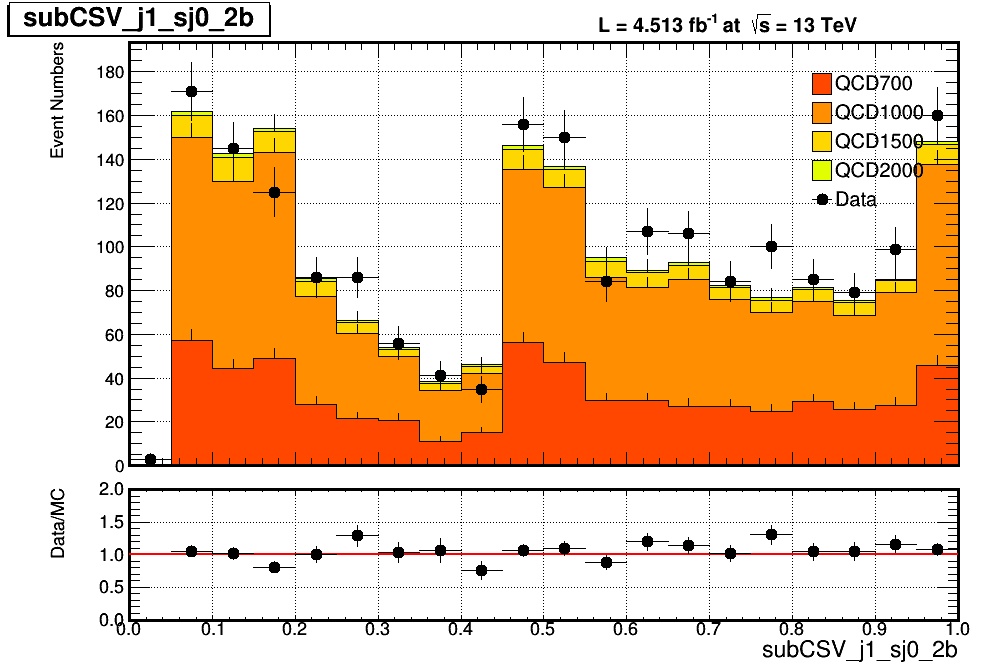 subCSV_j1_sj0_2b
L = 4.513 fb⁻¹ at √s = 13 TeV
Event Numbers
180
160
140
120
100
80
60
40
20
0
QCD700
QCD1000
QCD1500
QCD2000
Data
Data/MC
2.0
1.5
1.0
0.5
0.0
0.0 0.1 0.2 0.3 0.4 0.5 0.6 0.7 0.8 0.9 1.0
subCSV_j1_sj0_2b